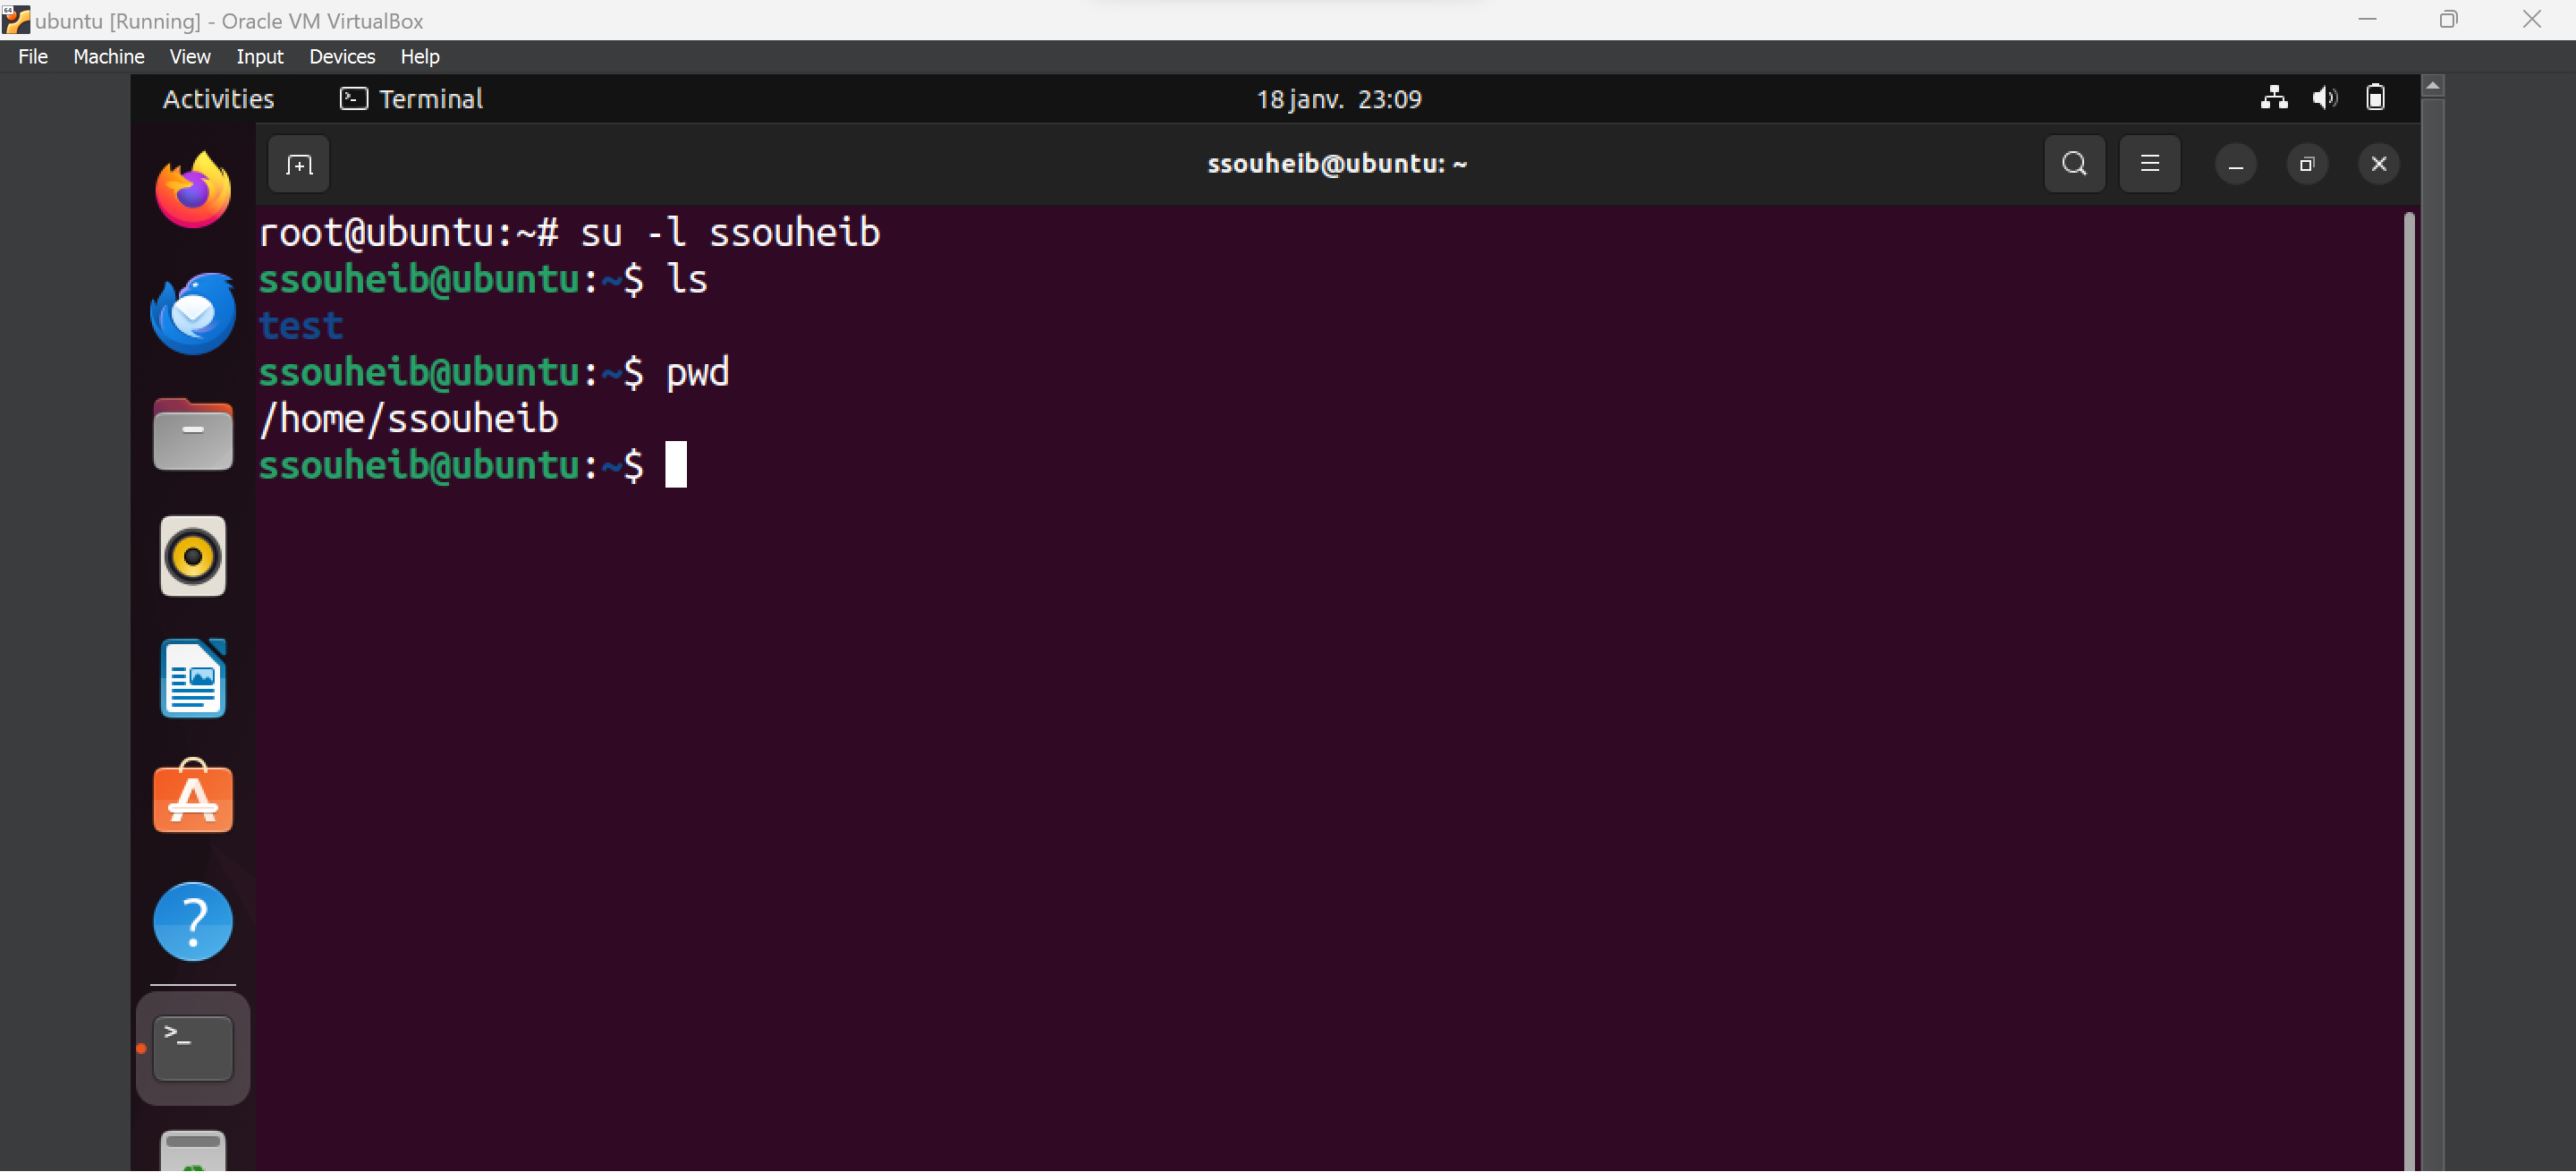 ubuntu [Running] - Oracle VM VirtualBox
File Machine View Input Devices Help
Activities >_ Terminal 18 janv. 23:09
ssouheib@ubuntu: ~
root@ubuntu:~# su -l ssouheib
ssouheib@ubuntu:~$ ls
test
ssouheib@ubuntu:~$ pwd
/home/ssouheib
ssouheib@ubuntu:~$